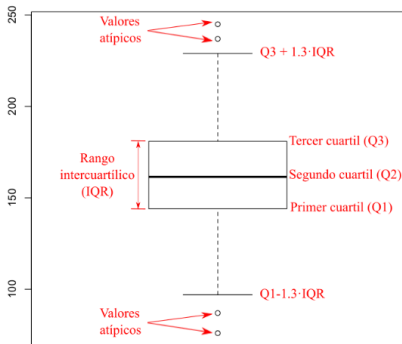 250
200
150
100
Valores
atípicos
Q3 + 1.3·IQR
Rango
intercuartílico
(IQR)
Tercer cuartil (Q3)
Segundo cuartil (Q2)
Primer cuartil (Q1)
Q1-1.3·IQR
Valores
atípicos